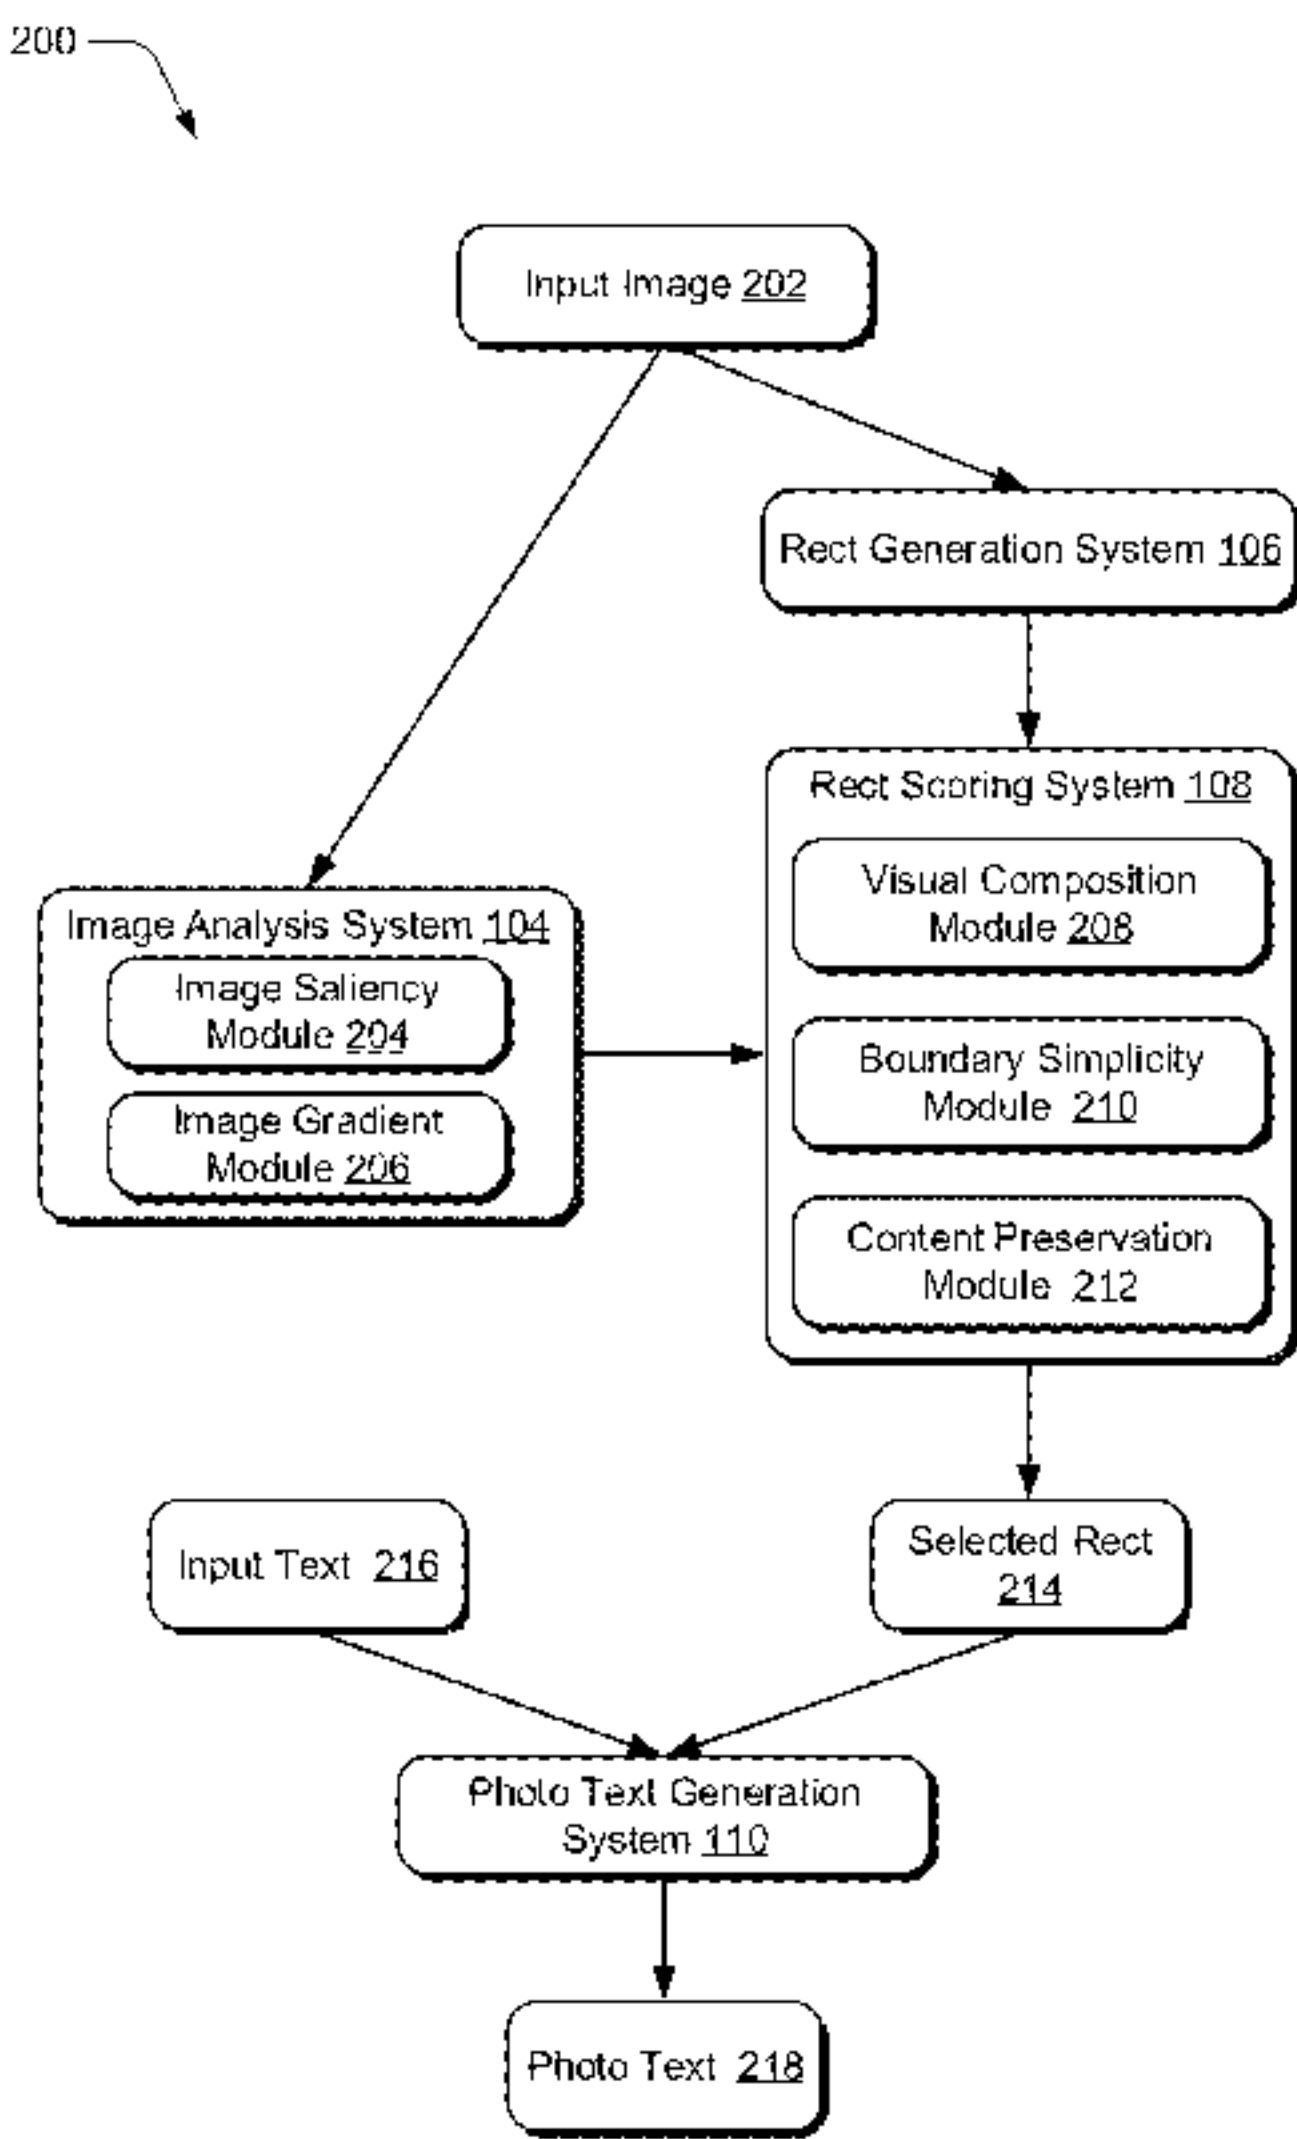 200
Input Image 202
Rect Generation System 106
Rect Scoring System 108
Visual Composition
Module 208
Boundary Simplicity
Module 210
Content Preservation
Module 212
Image Analysis System 104
Image Saliency
Module 204
Image Gradient
Module 206
Input Text 216
Selected Rect
214
Photo Text Generation
System 110
Photo Text 218